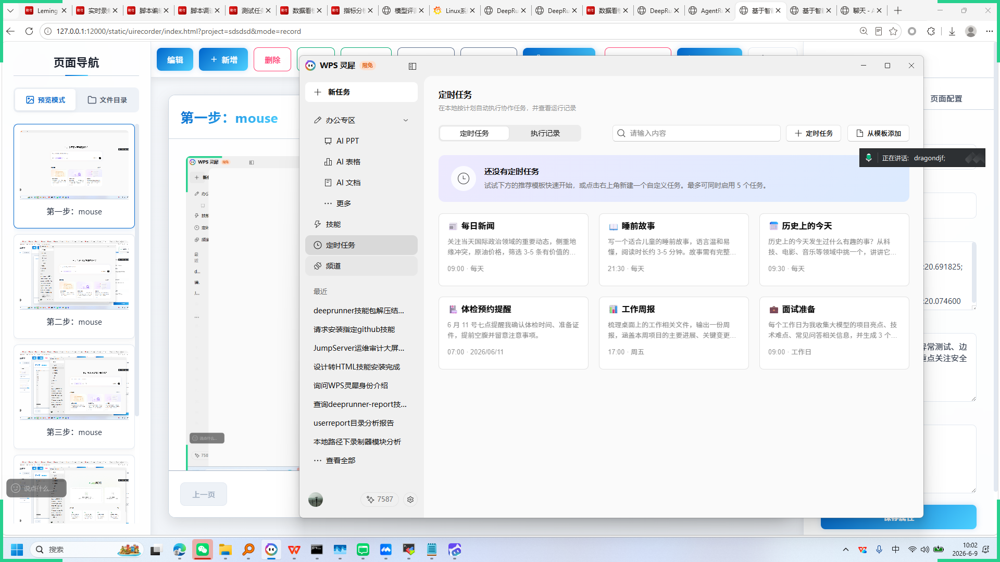 Leming
实时录
脚本编
脚本调
测试任
数据看
指标分
模型评
Linux系
DeepRu
DeepRu
数据看
DeepRu
AgentR
基于智
基于智
聊天 -
127.0.0.1:12000/static/uirecorder/index.html?project=sdsdsd&mode=record
页面导航
预览模式
文件目录
第一步：mouse
第二步：mouse
第三步：mouse
说点什么...
编辑
+ 新增
删除
第一步：mouse
WPS 灵犀 限免
技能
最近
说点什么...
上一页
WPS 灵犀 限免
新任务
办公专区
AI PPT
AI 表格
AI 文档
更多
技能
定时任务
频道
最近
deeprunner技能包解压结...
请求安装指定github技能
JumpServer运维审计大屏...
设计转HTML技能安装完成
询问WPS灵犀身份介绍
查询deeprunner-report技...
userreport目录分析报告
本地路径下录制器模块分析
查看全部
7587
定时任务
在本地按计划自动执行协作任务，并查看运行记录
定时任务
执行记录
请输入内容
定时任务
从模板添加
还没有定时任务
试试下方的推荐模板快速开始，或点击右上角新建一个自定义任务。最多可同时启用 5 个任务。
每日新闻
关注当天国际政治领域的重要动态，侧重地
缘冲突，原油价格，筛选 3-5 条有价值的...
09:00 · 每天
睡前故事
写一个适合儿童的睡前故事，语言温和易
懂，阅读时长约 3-5 分钟。故事需有完整...
21:30 · 每天
历史上的今天
历史上的今天发生过什么有趣的事？从科
技、电影、音乐等领域中挑一个，讲讲它...
09:30 · 每天
体检预约提醒
6 月 11 号七点提醒我确认体检时间、准备证
件，提前空腹并留意注意事项。
07:00 · 2026/06/11
工作周报
梳理桌面上的工作相关文件，输出一份周
报，涵盖本周项目的主要进展、关键变更...
17:00 · 周五
面试准备
每个工作日为我收集大模型的项目亮点、技
术难点、常见问答相关信息，并生成 3 个...
09:00 · 工作日
页面配置
正在讲话: dragondjf;
:20.691825;
:20.074600
异常测试、边
重点关注安全
保存属性
搜索
中
10:02
2026-6-9